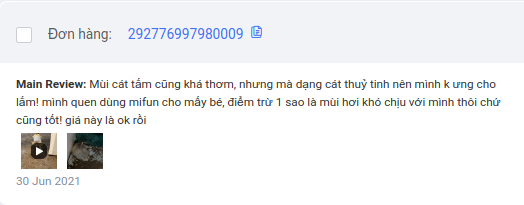 Đơn hàng: 292776997980009
Main Review: Mùi cát tắm cũng khá thơm, nhưng mà dạng cát thuỷ tinh nên mình k ưng cho
lắm! mình quen dùng mifun cho mấy bé, điểm trừ 1 sao là mùi hơi khó chịu với mình thôi chứ
cũng tốt! giá này là ok rồi
30 Jun 2021